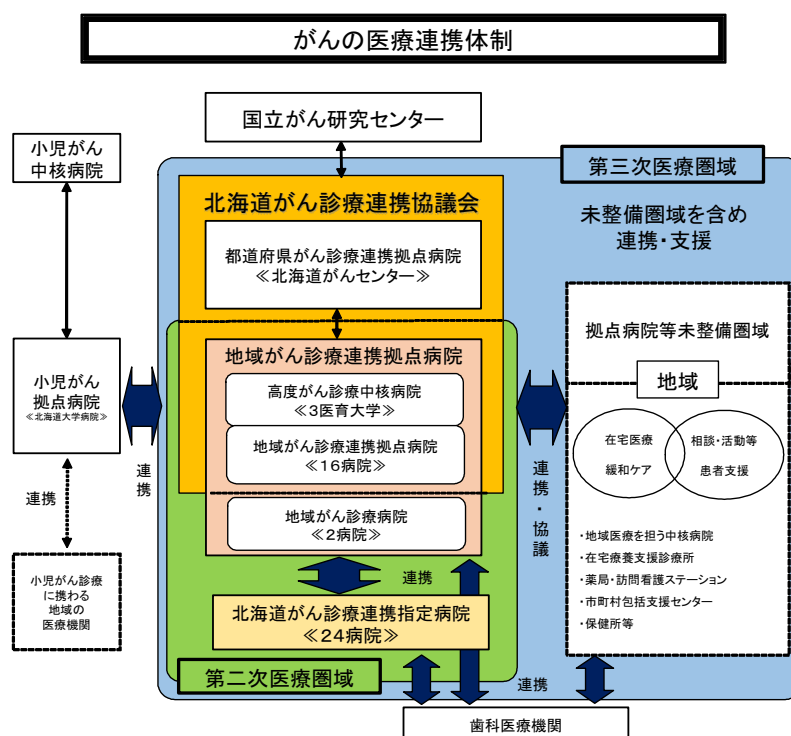 がんの医療連携体制
国立がん研究センター
小児がん
中核病院
第三次医療圏域
北海道がん診療連携協議会
未整備圏域を含め
連携・支援
都道府県がん診療連携拠点病院
≪北海道がんセンター≫
拠点病院等未整備圏域
地域がん診療連携拠点病院
小児がん
拠点病院
≪北海道大学病院≫
高度がん診療中核病院
≪3医育大学≫
地域
地域がん診療連携拠点病院
≪16病院≫
在宅医療
緩和ケア
相談・活動等
患者支援
連携
連携・協議
連携
地域がん診療病院
≪2病院≫
・地域医療を担う中核病院
・在宅療養支援診療所
・薬局・訪問看護ステーション
・市町村包括支援センター
・保健所等
小児がん診療
に携わる
地域の
医療機関
連携
北海道がん診療連携指定病院
≪24病院≫
第二次医療圏域
連携
歯科医療機関